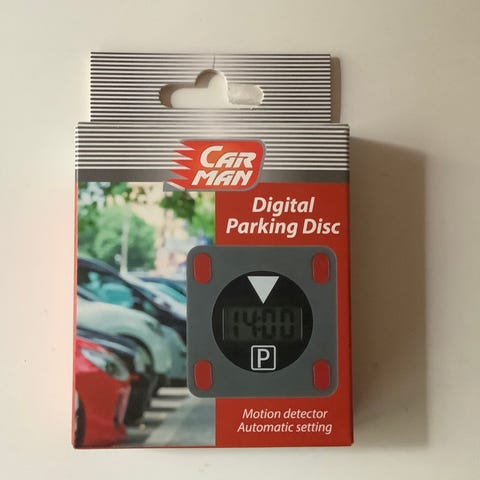 CAR
MAN
Digital
Parking Disc
14:00
P
Motion detector
Automatic setting